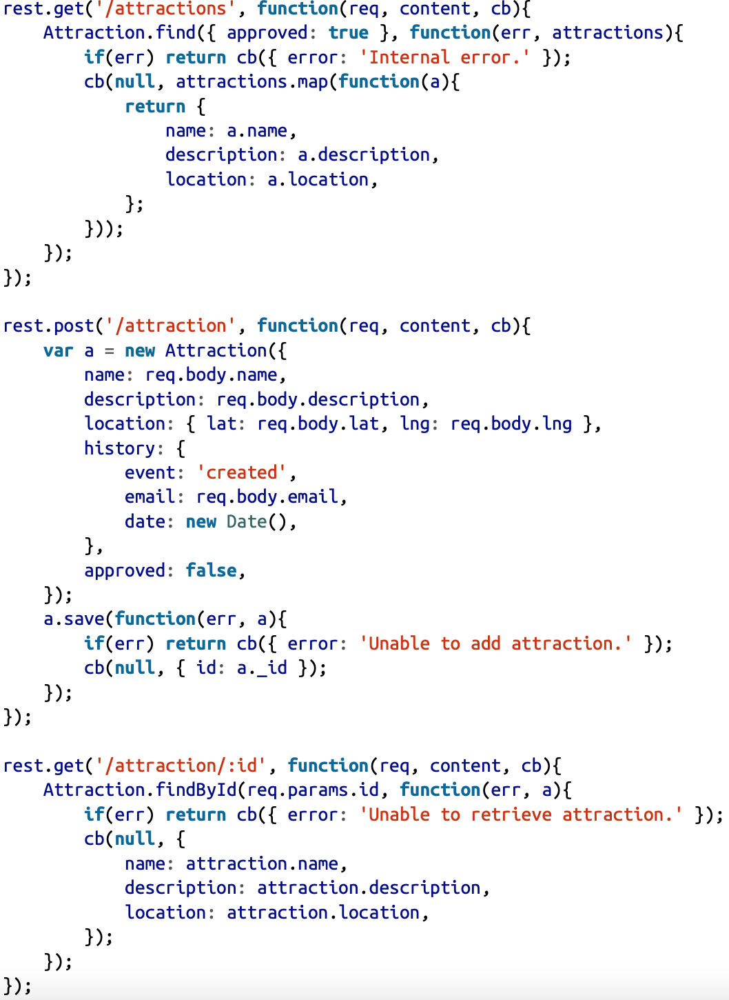 rest.get('/attractions', function(req, content, cb){
    Attraction.find({ approved: true }, function(err, attractions){
        if(err) return cb({ error: 'Internal error.' });
        cb(null, attractions.map(function(a){
            return {
                name: a.name,
                description: a.description,
                location: a.location,
            };
        }));
    });
});

rest.post('/attraction', function(req, content, cb){
    var a = new Attraction({
        name: req.body.name,
        description: req.body.description,
        location: { lat: req.body.lat, lng: req.body.lng },
        history: {
            event: 'created',
            email: req.body.email,
            date: new Date(),
        },
        approved: false,
    });
    a.save(function(err, a){
        if(err) return cb({ error: 'Unable to add attraction.' });
        cb(null, { id: a._id });
    });
});

rest.get('/attraction/:id', function(req, content, cb){
    Attraction.findById(req.params.id, function(err, a){
        if(err) return cb({ error: 'Unable to retrieve attraction.' });
        cb(null, {
            name: attraction.name,
            description: attraction.description,
            location: attraction.location,
        });
    });
});